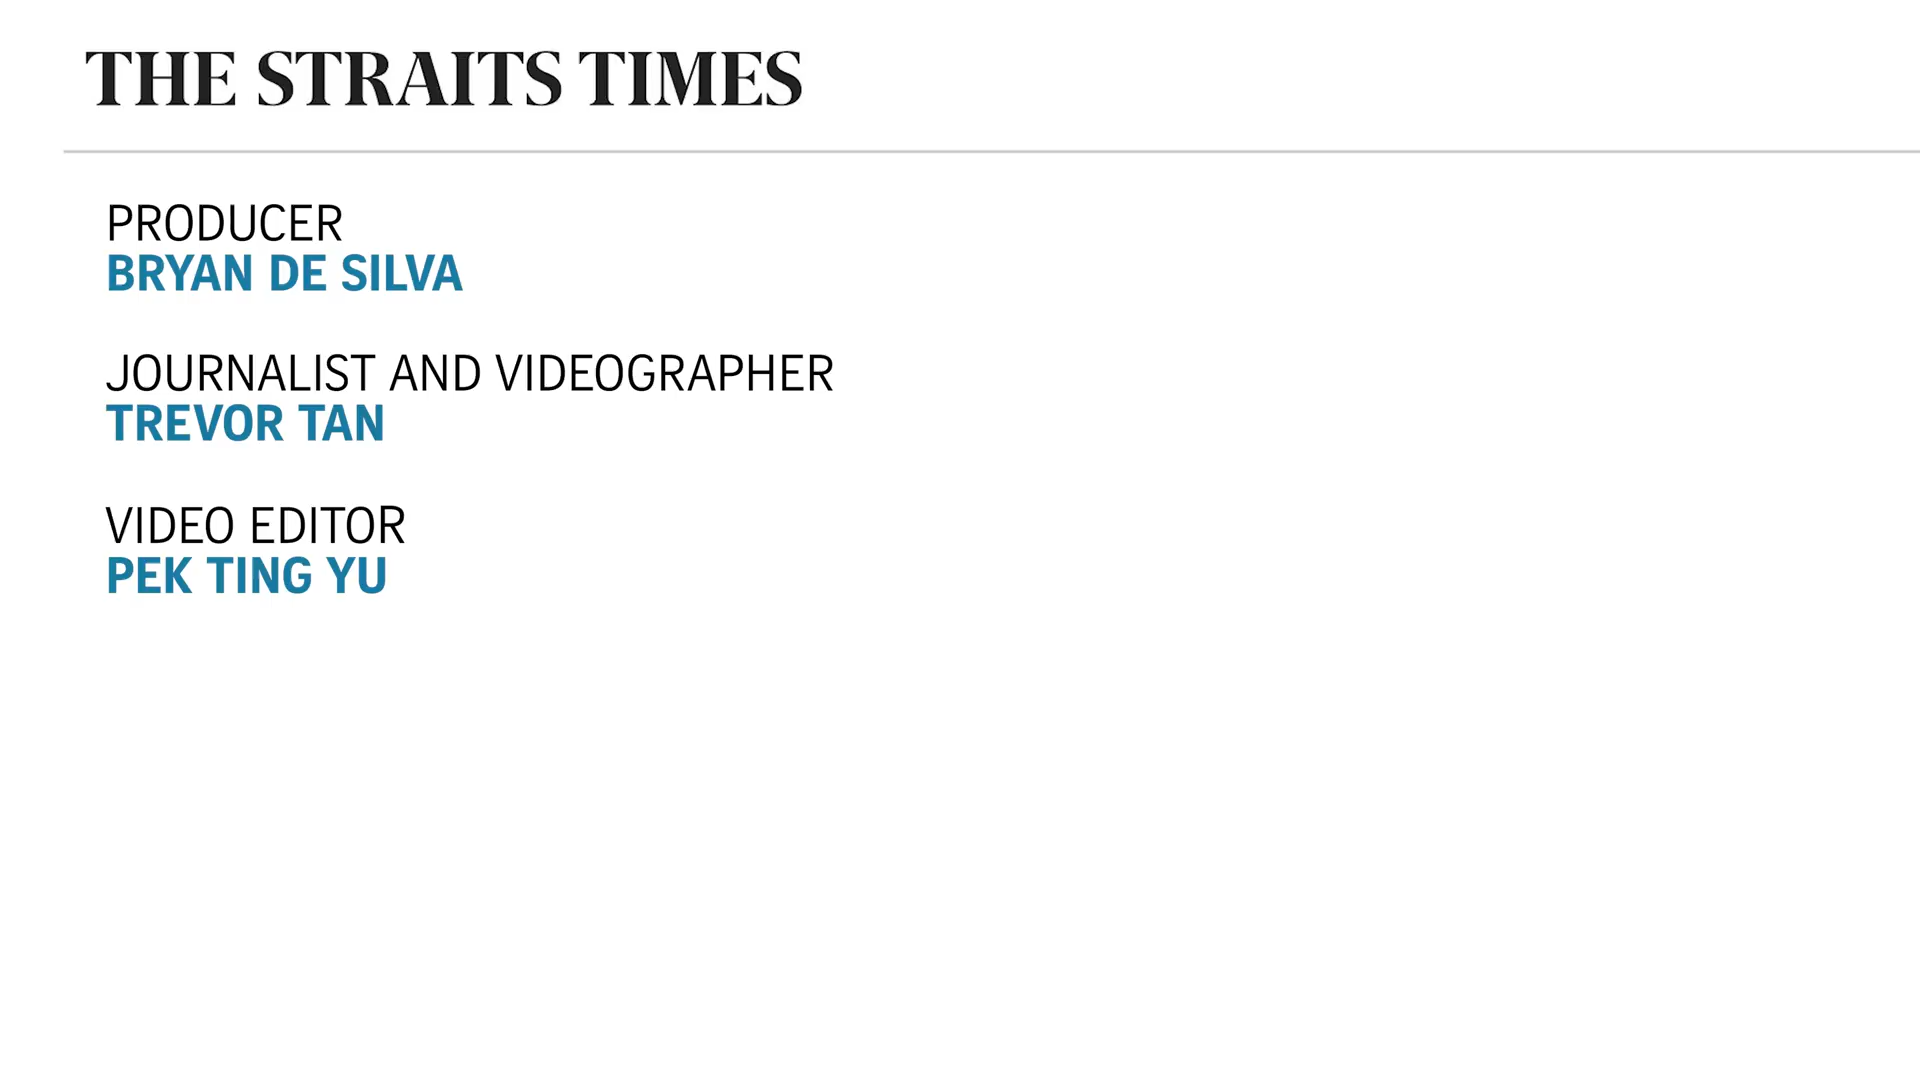 THE STRAITS TIMES
PRODUCER
BRYAN DE SILVA
JOURNALIST AND VIDEOGRAPHER
TREVOR TAN
VIDEO EDITOR
PEK TING YU